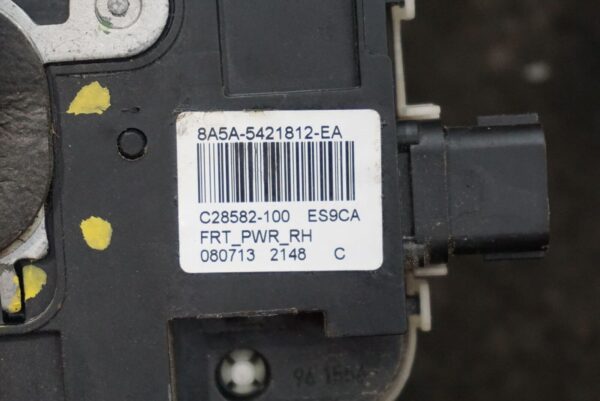 8A5A-5421812-EA
C28582-100 ES9CA
FRT_PWR_RH
080713 2148 C